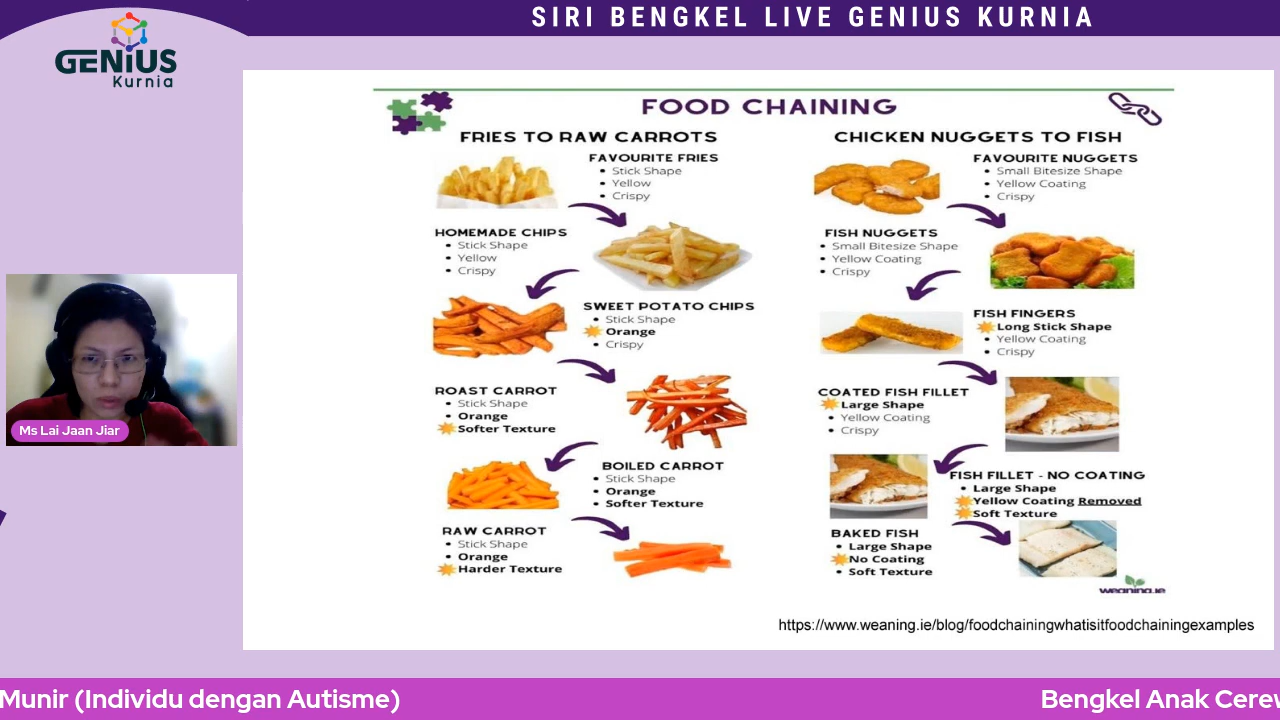 SIRI BENGKEL LIVE GENIUS KURNIA
GENIUS
Kurnia
FOOD CHAINING
FRIES TO RAW CARROTS
FAVOURITE FRIES
• Stick Shape
• Yellow
• Crispy
HOMEMADE CHIPS
• Stick Shape
• Yellow
• Crispy
SWEET POTATO CHIPS
• Stick Shape
Orange
• Crispy
ROAST CARROT
• Stick Shape
• Orange
Softer Texture
BOILED CARROT
• Stick Shape
• Orange
• Softer Texture
RAW CARROT
• Stick Shape
• Orange
Harder Texture
CHICKEN NUGGETS TO FISH
FAVOURITE NUGGETS
• Small Bitesize Shape
• Yellow Coating
• Crispy
FISH NUGGETS
• Small Bitesize Shape
• Yellow Coating
• Crispy
FISH FINGERS
Long Stick Shape
• Yellow Coating
• Crispy
COATED FISH FILLET
Large Shape
• Yellow Coating
• Crispy
FISH FILLET - NO COATING
• Large Shape
Yellow Coating Removed
Soft Texture
BAKED FISH
• Large Shape
No Coating
• Soft Texture
weaning.ie
https://www.weaning.ie/blog/foodchainingwhatisitfoodchainingexamples
Ms Lai Jaan Jiar
Munir (Individu dengan Autisme)
Bengkel Anak Cerew